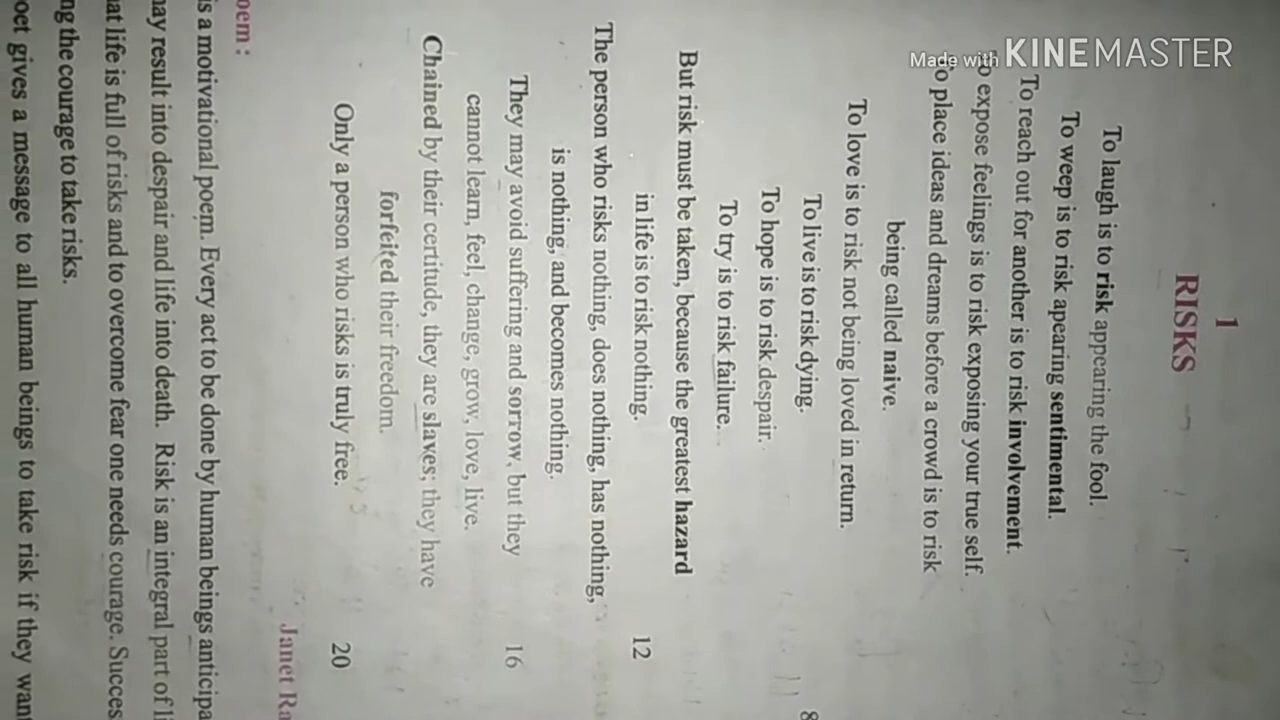 Made with KINEMASTER
1
RISKS
To laugh is to risk appearing the fool.
To weep is to risk apearing sentimental.
To reach out for another is to risk involvement.
To expose feelings is to risk exposing your true self.
To place ideas and dreams before a crowd is to risk
being called naive.
To love is to risk not being loved in return.
To live is to risk dying. 8
To hope is to risk despair.
To try is to risk failure.
But risk must be taken, because the greatest hazard
in life is to risk nothing. 12
The person who risks nothing, does nothing, has nothing,
is nothing, and becomes nothing.
They may avoid suffering and sorrow, but they 16
cannot learn, feel, change, grow, love, live.
Chained by their certitude, they are slaves; they have
forfeited their freedom.
Only a person who risks is truly free. 20
Janet Ra
oem :
is a motivational poem. Every act to be done by human beings anticipa
may result into despair and life into death. Risk is an integral part of li
at life is full of risks and to overcome fear one needs courage. Succes
ng the courage to take risks.
oet gives a message to all human beings to take risk if they want